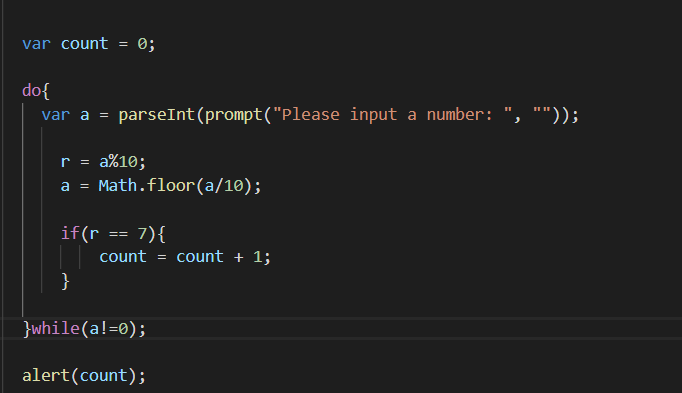 var count = 0;
do{
var a = parseInt(prompt("Please input a number: ", ""));
r = a%10;
a = Math.floor(a/10);
if(r == 7){
count = count + 1;
}
}while(a!=0);
alert(count);